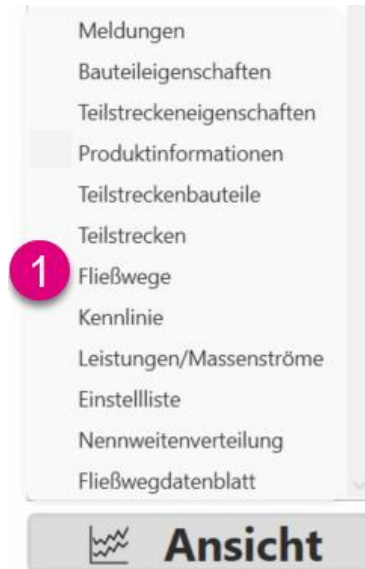 Meldungen
Bauteileigenschaften
Teilstreckeneigenschaften
Produktinformationen
Teilstreckenbauteile
Teilstrecken
1 Fließwege
Kennlinie
Leistungen/Massenströme
Einstellliste
Nennweitenverteilung
Fließwegdatenblatt
Ansicht